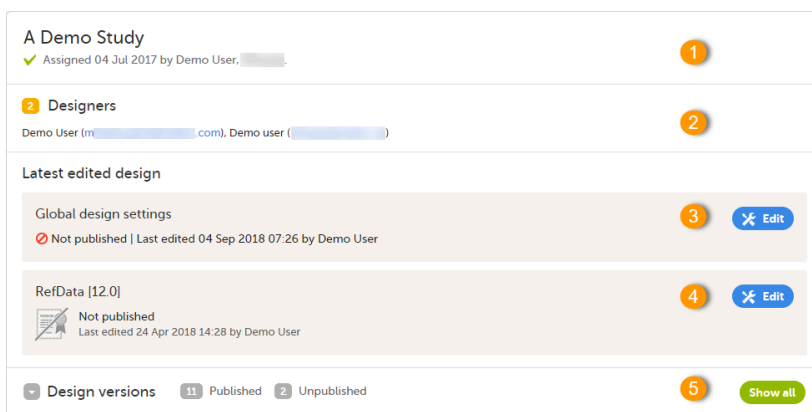 A Demo Study
Assigned 04 Jul 2017 by Demo User, .
1
2 Designers
Demo User (m .com), Demo user ( )
2
Latest edited design
Global design settings
3 Edit
Not published | Last edited 04 Sep 2018 07:26 by Demo User
RefData [12.0]
4 Edit
Not published
Last edited 24 Apr 2018 14:28 by Demo User
Design versions 11 Published 2 Unpublished 5 Show all